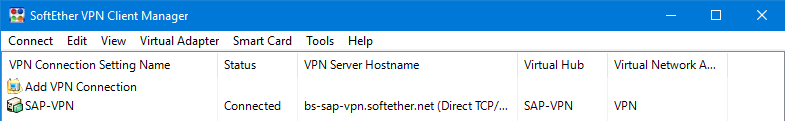 SoftEther VPN Client Manager
Connect Edit View Virtual Adapter Smart Card Tools Help
VPN Connection Setting Name Status VPN Server Hostname Virtual Hub Virtual Network A...
Add VPN Connection
SAP-VPN Connected bs-sap-vpn.softether.net (Direct TCP/... SAP-VPN VPN